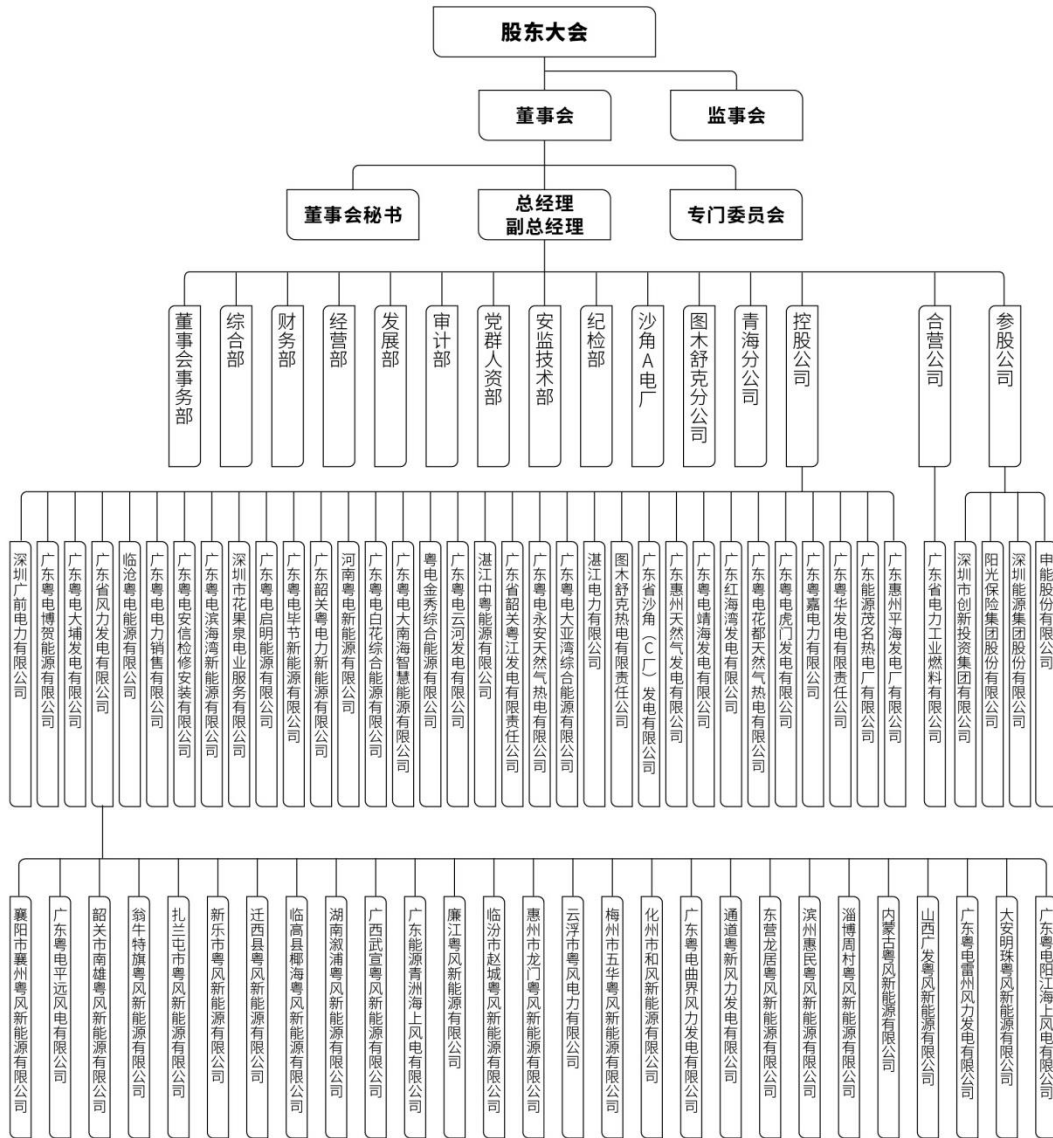 股东大会
董事会
监事会
董事会秘书
总经理
副总经理
专门委员会
董事会事务部
综合部
财务部
经营部
发展部
审计部
党群人资部
安监技术部
纪检部
沙角A电厂
图木舒克分公司
青海分公司
控股公司
合营公司
参股公司
深圳广前电力有限公司
广东粤电博贺能源有限公司
广东粤电大埔发电有限公司
广东省风力发电有限公司
临沧粤电能源有限公司
广东粤电电力销售有限公司
广东粤电安信检修安装有限公司
广东粤电滨海湾新能源有限公司
深圳市花果泉电业服务有限公司
广东粤电启明能源有限公司
广东粤电毕节新能源有限公司
广东韶关粤电力新能源有限公司
河南粤电新能源有限公司
广东粤电白花综合能源有限公司
广东粤电大南海智慧能源有限公司
粤电金秀综合能源有限公司
广东粤电云河发电有限公司
湛江中粤能源有限公司
广东省韶关粤江发电有限责任公司
广东粤电永安天然气热电有限公司
广东粤电大亚湾综合能源有限公司
湛江电力有限公司
图木舒克热电有限责任公司
广东省沙角（C厂）发电有限公司
广东惠州天然气发电有限公司
广东粤电靖海发电有限公司
广东红海湾发电有限公司
广东粤电花都天然气热电有限公司
广东粤电虎门发电有限公司
广东粤嘉电力有限公司
广东粤华发电有限责任公司
广东能源茂名热电厂有限公司
广东惠州平海发电厂有限公司
广东省电力工业燃料有限公司
深圳市创新投资集团有限公司
阳光保险集团股份有限公司
深圳能源集团股份有限公司
申能股份有限公司
襄阳市襄州粤风新能源有限公司
广东粤电平远风电有限公司
韶关市南雄粤风新能源有限公司
翁牛特旗粤风新能源有限公司
扎兰屯市粤风新能源有限公司
新乐市粤风新能源有限公司
迁西县粤风新能源有限公司
临高县椰海粤风新能源有限公司
湖南溆浦粤风新能源有限公司
广西武宣粤风新能源有限公司
广东能源青洲海上风电有限公司
廉江粤风新能源有限公司
临汾市赵城粤风新能源有限公司
惠州市龙门粤风新能源有限公司
云浮市粤风电力有限公司
梅州市五华粤风新能源有限公司
化州市和风新能源有限公司
广东粤电曲界风力发电有限公司
通道粤新风力发电有限公司
东营龙居粤风新能源有限公司
滨州惠民粤风新能源有限公司
淄博周村粤风新能源有限公司
内蒙古粤风新能源有限公司
山西广发粤风新能源有限公司
广东粤电雷州风力发电有限公司
大安明珠粤风新能源有限公司
广东粤电阳江海上风电有限公司